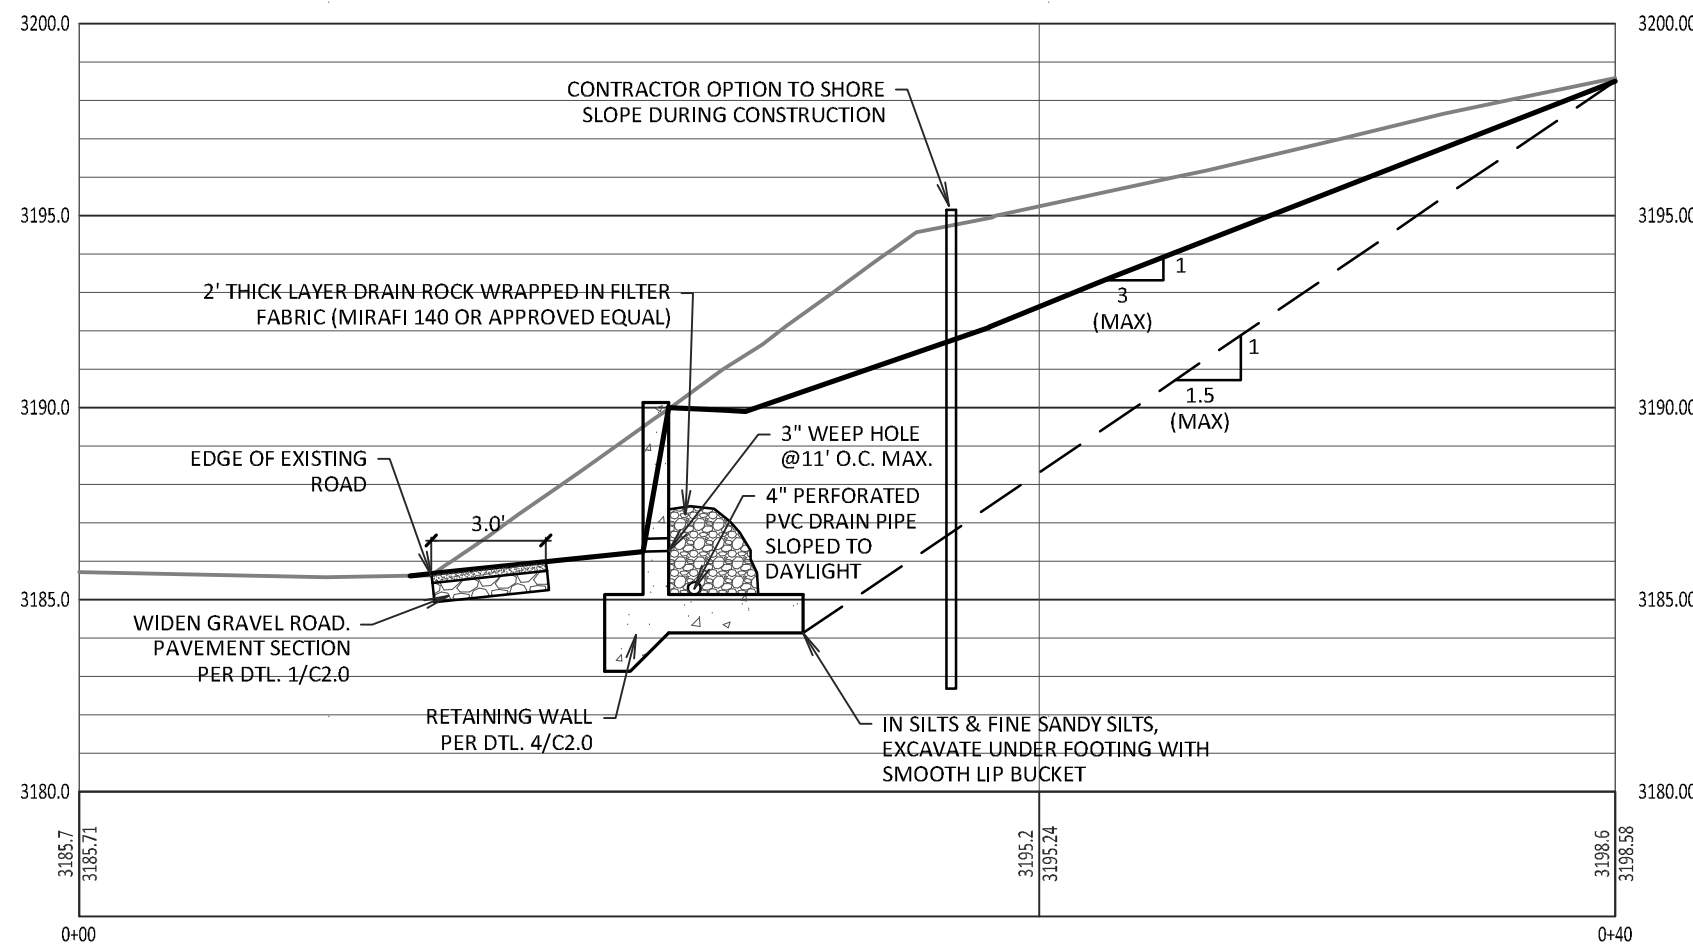 3200.0
3200.00
CONTRACTOR OPTION TO SHORE
SLOPE DURING CONSTRUCTION
3195.0
3195.00
1
3
(MAX)
2' THICK LAYER DRAIN ROCK WRAPPED IN FILTER
FABRIC (MIRAFI 140 OR APPROVED EQUAL)
1
1.5
(MAX)
3190.0
3190.00
3" WEEP HOLE
@11' O.C. MAX.
EDGE OF EXISTING
ROAD
4" PERFORATED
PVC DRAIN PIPE
SLOPED TO
DAYLIGHT
3.0'
3185.0
3185.00
WIDEN GRAVEL ROAD.
PAVEMENT SECTION
PER DTL. 1/C2.0
RETAINING WALL
PER DTL. 4/C2.0
IN SILTS & FINE SANDY SILTS,
EXCAVATE UNDER FOOTING WITH
SMOOTH LIP BUCKET
3180.0
3180.00
3185.7
3185.71
3195.2
3195.24
3198.6
3198.58
0+00
0+40